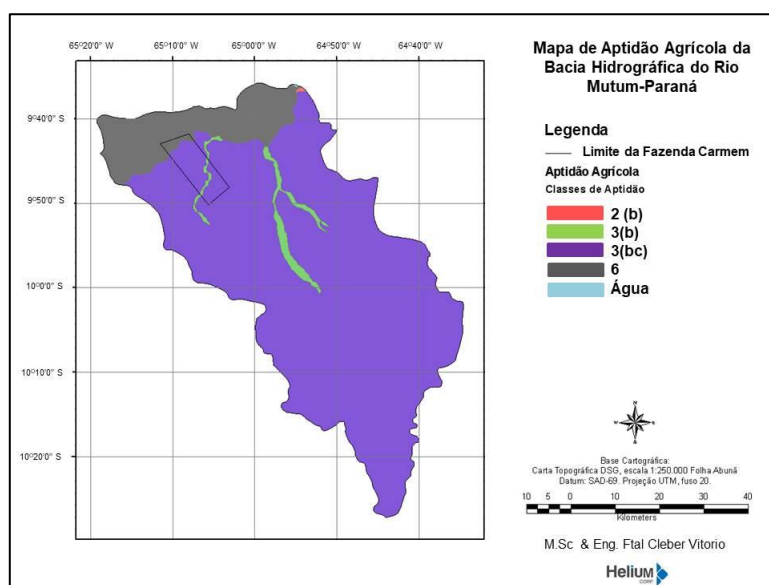 65°20'0" W 65°10'0" W 65°0'0" W 64°50'0" W 64°40'0" W
9°40'0" S
9°50'0" S
10°0'0" S
10°10'0" S
10°20'0" S
Mapa de Aptidão Agrícola da
Bacia Hidrográfica do Rio
Mutum-Paraná
Legenda
Limite da Fazenda Carmem
Aptidão Agrícola
Classes de Aptidão
2 (b)
3(b)
3(bc)
6
Água
N
Base Cartográfica:
Carta Topográfica DSG, escala 1:250.000 Folha Abunã
Datum: SAD-69. Projeção UTM, fuso 20.
10 5 0 10 20 30 40
Kilometers
M.Sc & Eng. Ftal Cleber Vitorio
HeliuM
CORP.